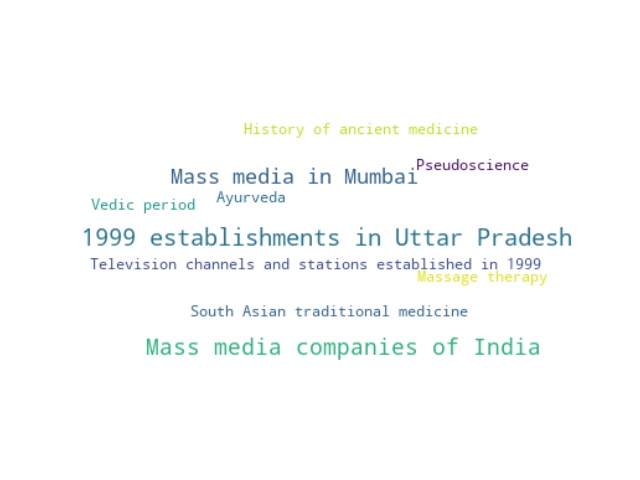 History of ancient medicine
Pseudoscience
Mass media in Mumbai
Ayurveda
Vedic period
1999 establishments in Uttar Pradesh
Television channels and stations established in 1999
Massage therapy
South Asian traditional medicine
Mass media companies of India